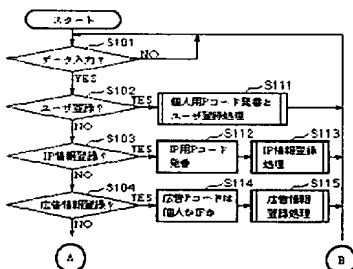 スタート
S101
データ入力?
NO
YES
S102
ユーザ登録?
YES
S111
個人用Pコード発番と
ユーザ登録処理
NO
S103
IP情報登録?
YES
S112
IP用Pコード
発番
S113
IP情報登録
処理
NO
S104
広告情報登録?
YES
S114
広告Pコードは
個人かIPか
S115
広告情報
登録処理
NO
A
B